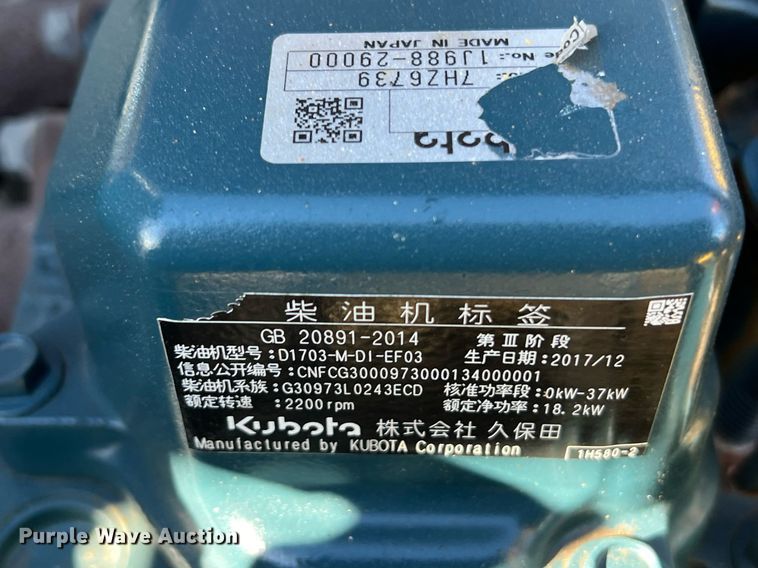 MADE IN JAPAN
de No.: 1J988-29000
7HZ6739
bota
柴油机标签
GB 20891-2014 第Ⅲ阶段
柴油机型号: D1703-M-DI-EF03 生产日期: 2017/12
信息公开编号: CNFCG3000973000134000001
柴油机系族: G30973L0243ECD 核准功率段: 0kW-37kW
额定转速: 2200rpm 额定净功率: 18.2kW
Kubota 株式会社 久保田
Manufactured by KUBOTA Corporation 1H580-2
Purple Wave Auction